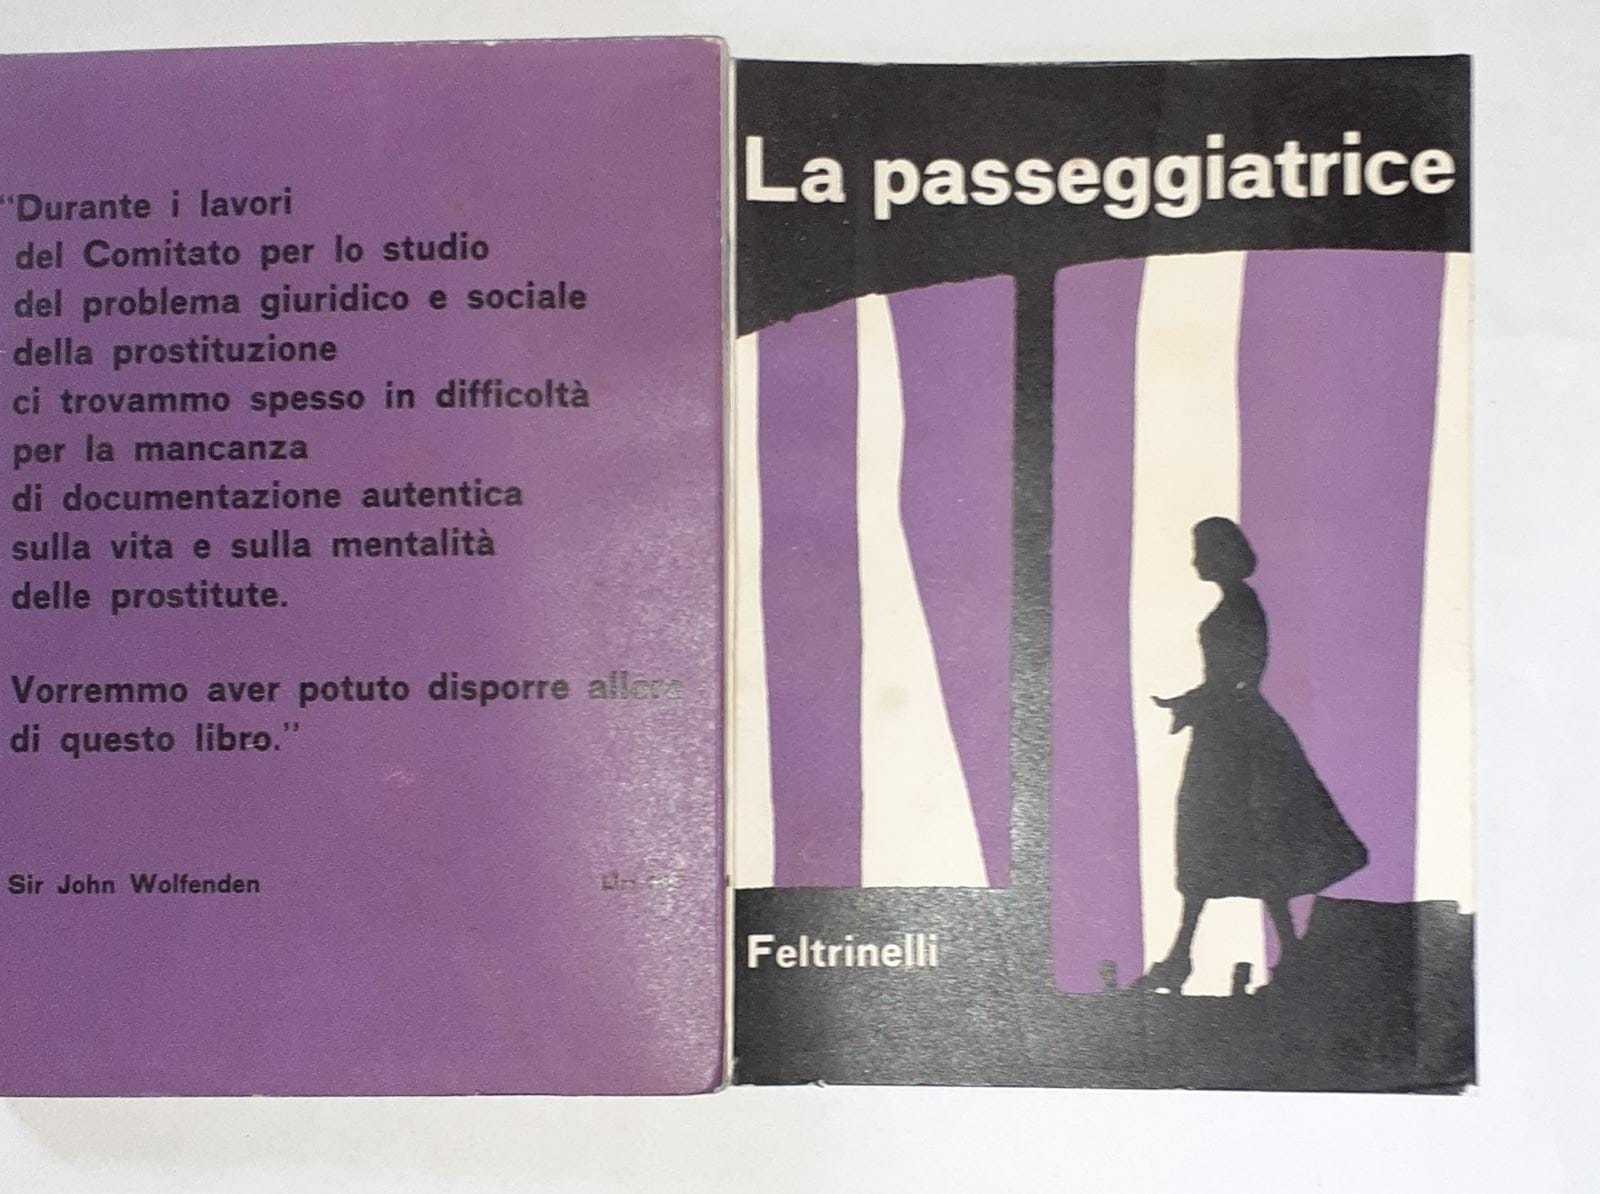 “Durante i lavori
del Comitato per lo studio
del problema giuridico e sociale
della prostituzione
ci trovammo spesso in difficoltà
per la mancanza
di documentazione autentica
sulla vita e sulla mentalità
delle prostitute.
Vorremmo aver potuto disporre allora
di questo libro.”
Sir John Wolfenden
La passeggiatrice
Feltrinelli